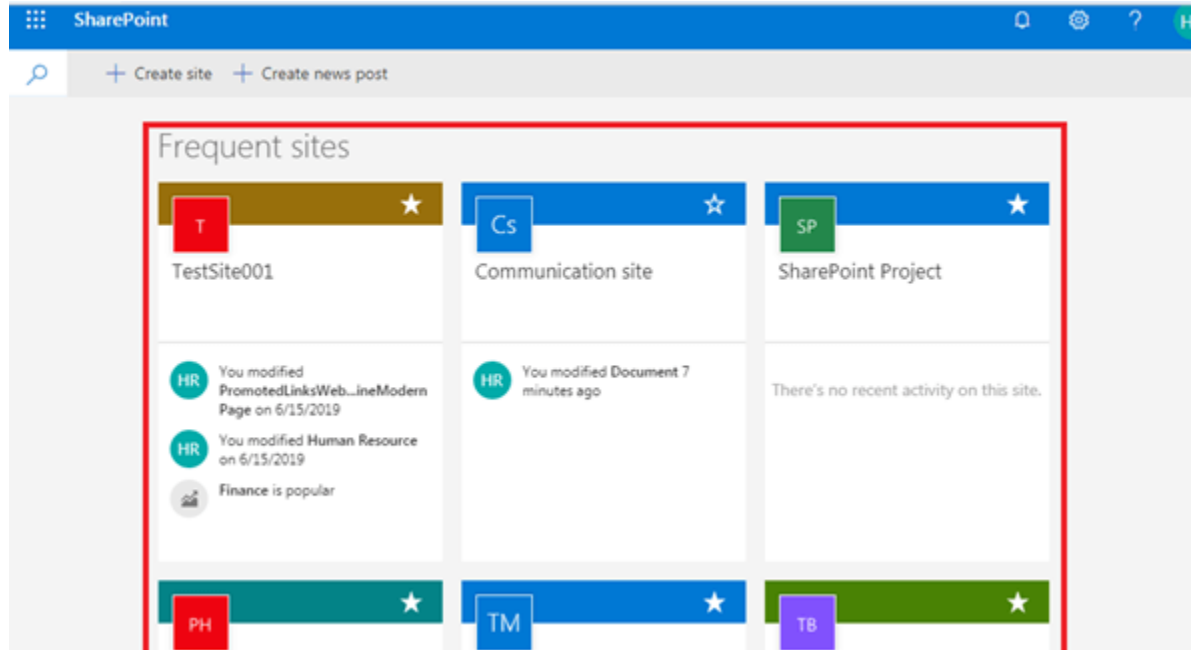 SharePoint
?
H
Create site
Create news post
Frequent sites
T
TestSite001
HR
You modified
PromotedLinksWeb...ineModern
Page on 6/15/2019
HR
You modified Human Resource
on 6/15/2019
Finance is popular
Cs
Communication site
HR
You modified Document 7
minutes ago
SP
SharePoint Project
There's no recent activity on this site.
PH
TM
TB